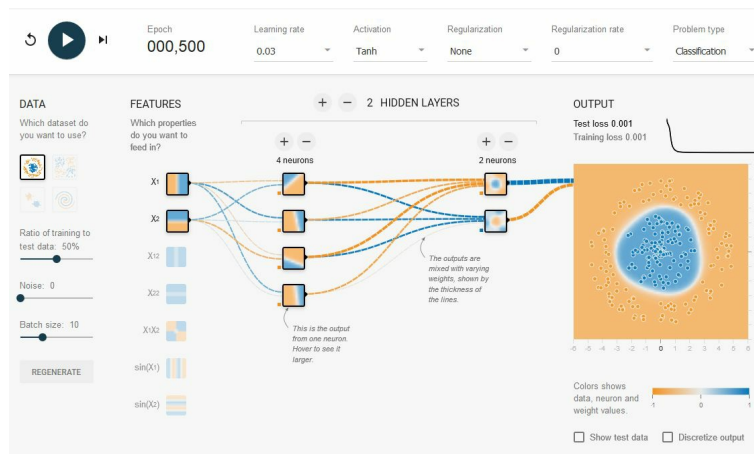 Epoch
000,500
Learning rate
0.03
Activation
Tanh
Regularization
None
Regularization rate
0
Problem type
Classification
DATA
Which dataset do
you want to use?
Ratio of training to
test data: 50%
Noise: 0
Batch size: 10
REGENERATE
FEATURES
Which properties
do you want to
feed in?
X1
X2
X12
X22
X1X2
sin(X1)
sin(X2)
+ − 2 HIDDEN LAYERS
+ −
4 neurons
+ −
2 neurons
The outputs are
mixed with varying
weights, shown by
the thickness of
the lines.
This is the output
from one neuron.
Hover to see it
larger.
OUTPUT
Test loss 0.001
Training loss 0.001
-6 -5 -4 -3 -2 -1 0 1 2 3 4 5 6
Colors shows
data, neuron and
weight values.
-1 0 1
Show test data
Discretize output